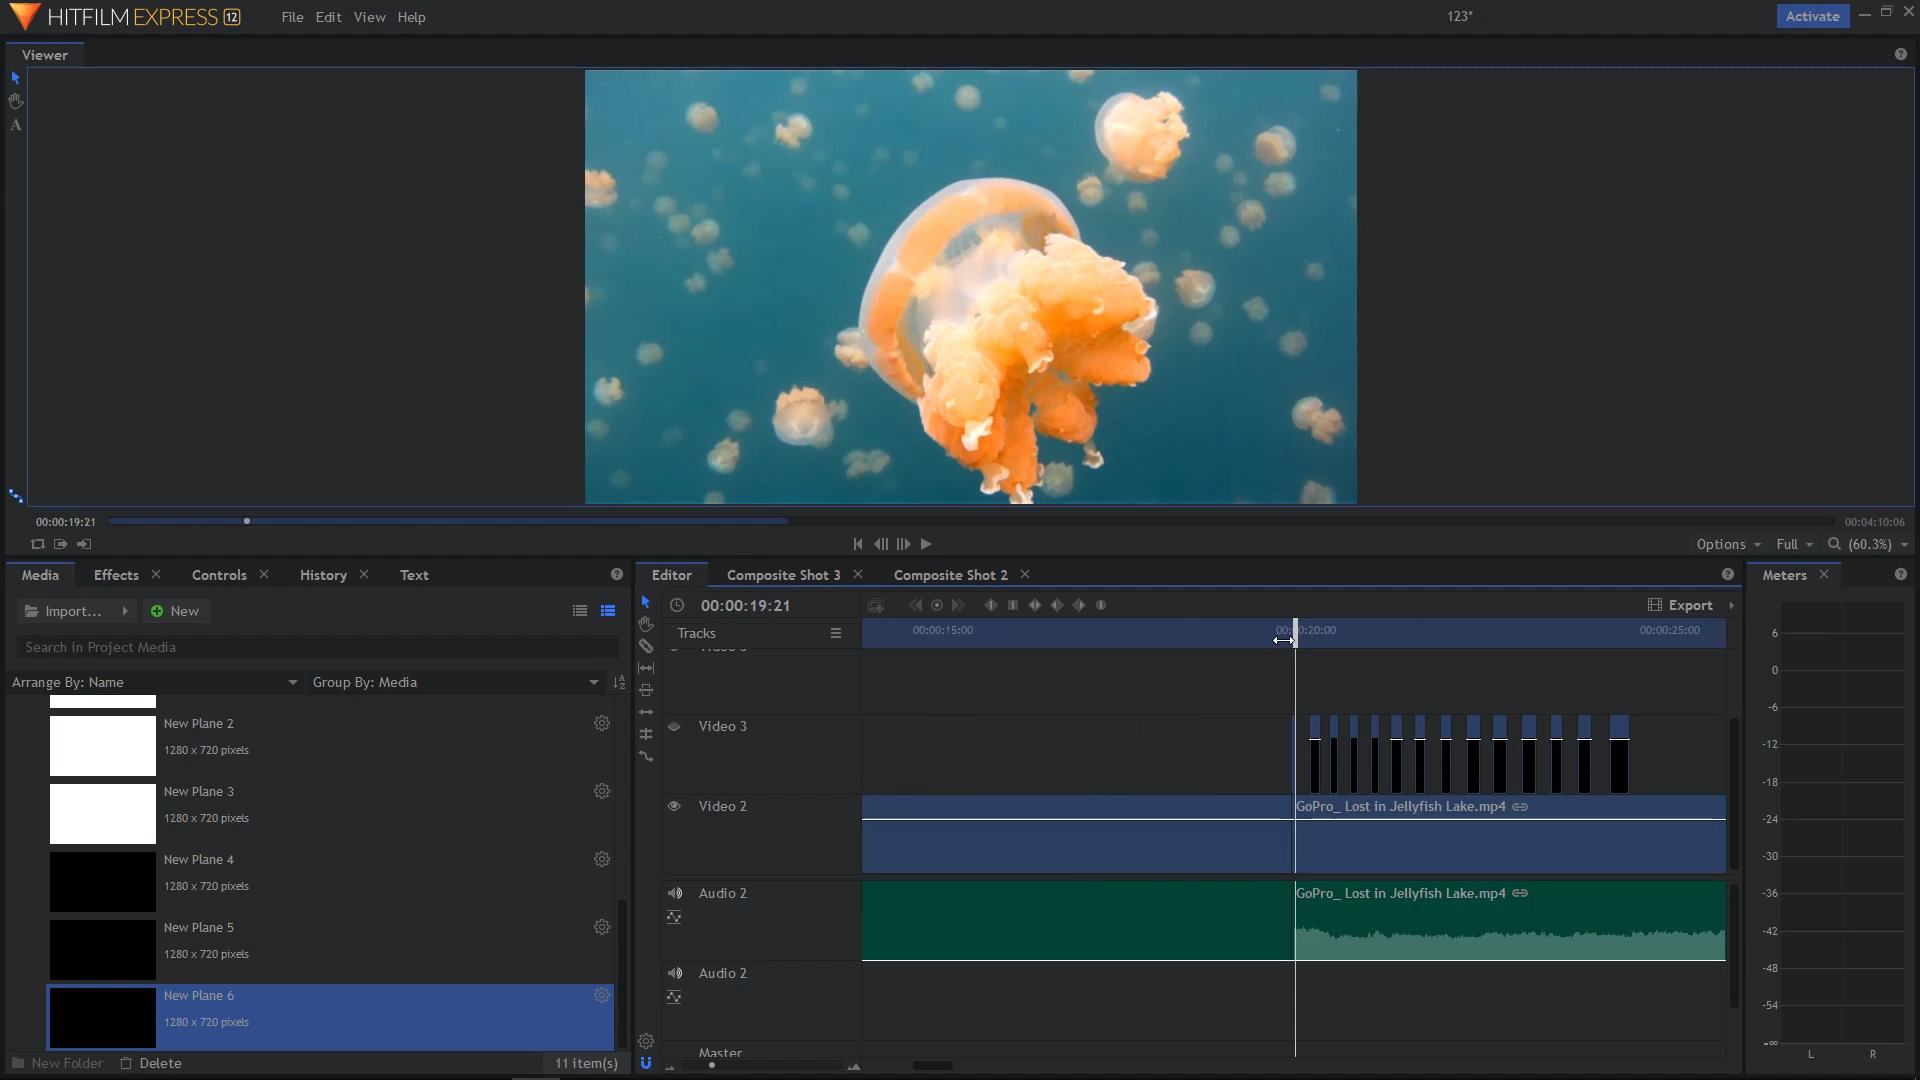 HITFILM EXPRESS 12
File Edit View Help
123*
Activate
Viewer
A
00:00:19:21
00:04:10:06
Options
Full
(60.3%)
Media
Effects
Controls
History
Text
Editor
Composite Shot 3
Composite Shot 2
Meters
Import...
New
00:00:19:21
Export
Search in Project Media
Tracks
00:00:15:00
00:00:20:00
00:00:25:00
Arrange By: Name
Group By: Media
New Plane 2
1280 x 720 pixels
New Plane 3
1280 x 720 pixels
New Plane 4
1280 x 720 pixels
New Plane 5
1280 x 720 pixels
New Plane 6
1280 x 720 pixels
New Folder
Delete
11 item(s)
Video 3
Video 2
GoPro_ Lost in Jellyfish Lake.mp4
Audio 2
GoPro_ Lost in Jellyfish Lake.mp4
Audio 2
Master
6
0
-6
-12
-18
-24
-30
-36
-42
-48
-54
-∞
L
R